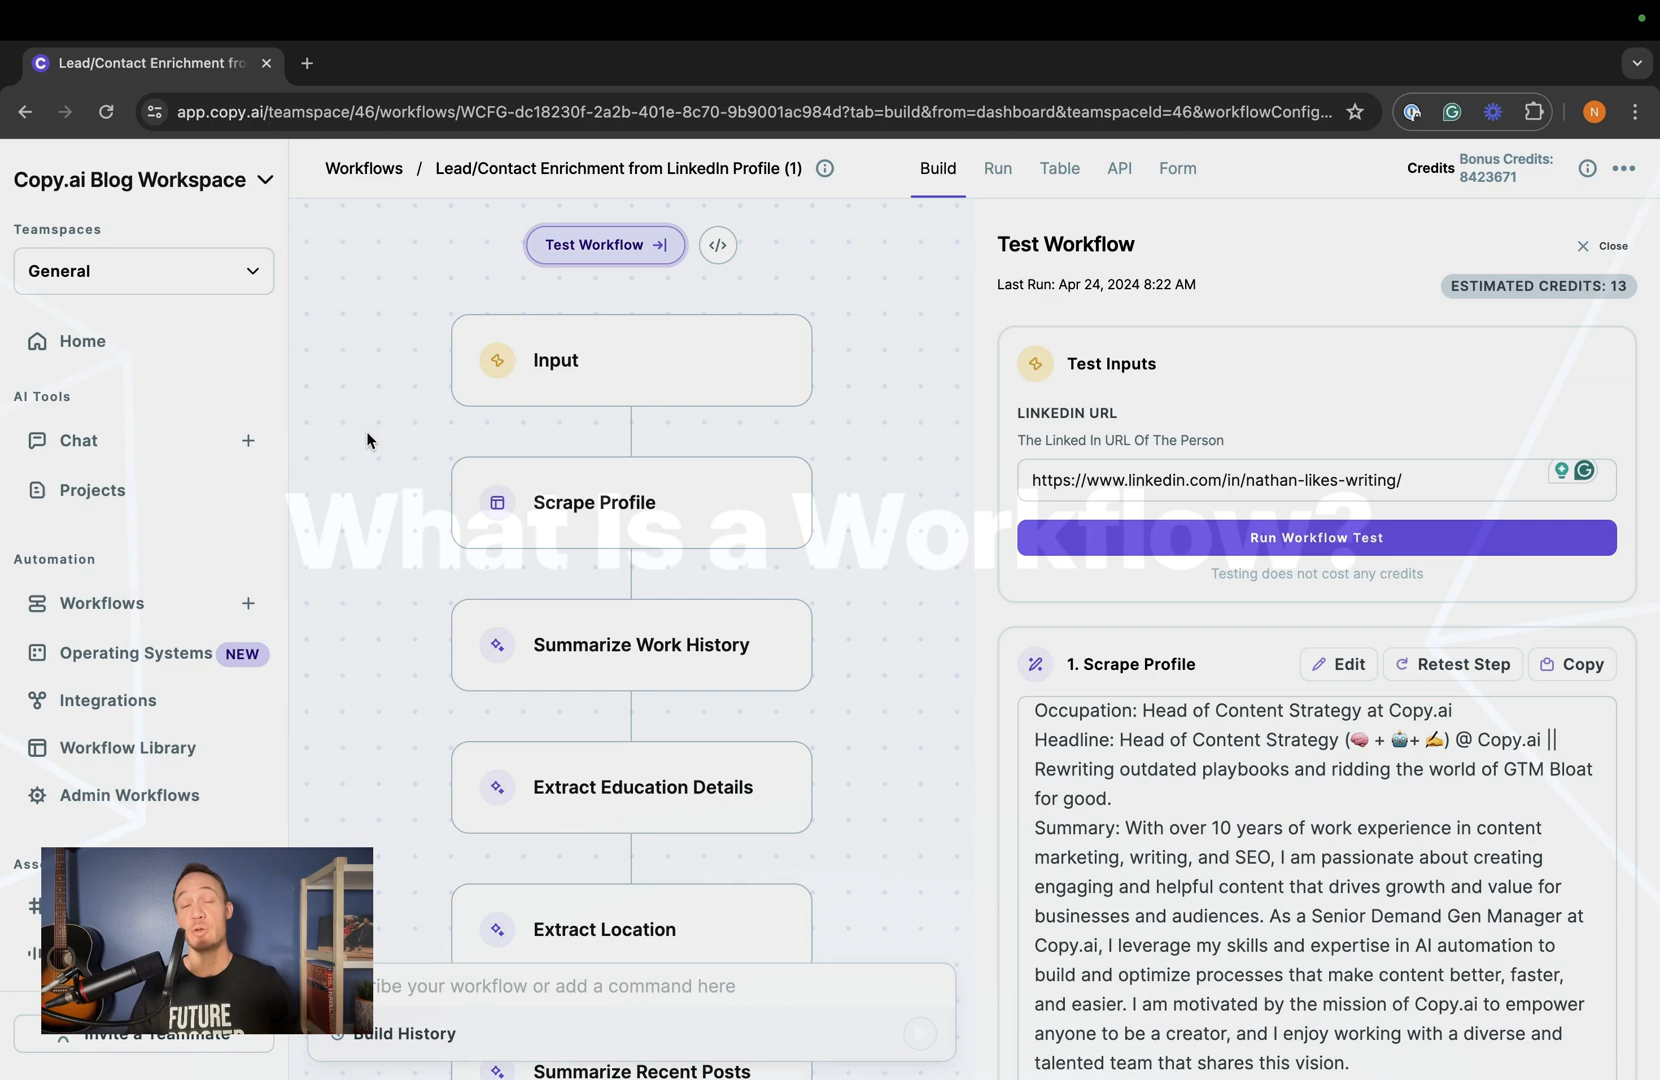 Lead/Contact Enrichment fro
app.copy.ai/teamspace/46/workflows/WCFG-dc18230f-2a2b-401e-8c70-9b9001ac984d?tab=build&from=dashboard&teamspaceId=46&workflowConfig...
N
Copy.ai Blog Workspace
Workflows / Lead/Contact Enrichment from LinkedIn Profile (1)
Build
Run
Table
API
Form
Credits
Bonus Credits:
8423671
Teamspaces
General
Home
AI Tools
Chat
Projects
Automation
Workflows
Operating Systems NEW
Integrations
Workflow Library
Admin Workflows
Ass
Invite a Teammate
Test Workflow
Input
Scrape Profile
Summarize Work History
Extract Education Details
Extract Location
ribe your workflow or add a command here
Build History
Summarize Recent Posts
What is a Workflow?
Test Workflow
Close
Last Run: Apr 24, 2024 8:22 AM
ESTIMATED CREDITS: 13
Test Inputs
LINKEDIN URL
The Linked In URL Of The Person
https://www.linkedin.com/in/nathan-likes-writing/
Run Workflow Test
Testing does not cost any credits
1. Scrape Profile
Edit
Retest Step
Copy
Occupation: Head of Content Strategy at Copy.ai
Headline: Head of Content Strategy (🧠 + 🤖+ ✍️) @ Copy.ai ||
Rewriting outdated playbooks and ridding the world of GTM Bloat
for good.
Summary: With over 10 years of work experience in content
marketing, writing, and SEO, I am passionate about creating
engaging and helpful content that drives growth and value for
businesses and audiences. As a Senior Demand Gen Manager at
Copy.ai, I leverage my skills and expertise in AI automation to
build and optimize processes that make content better, faster,
and easier. I am motivated by the mission of Copy.ai to empower
anyone to be a creator, and I enjoy working with a diverse and
talented team that shares this vision.
FUTURE